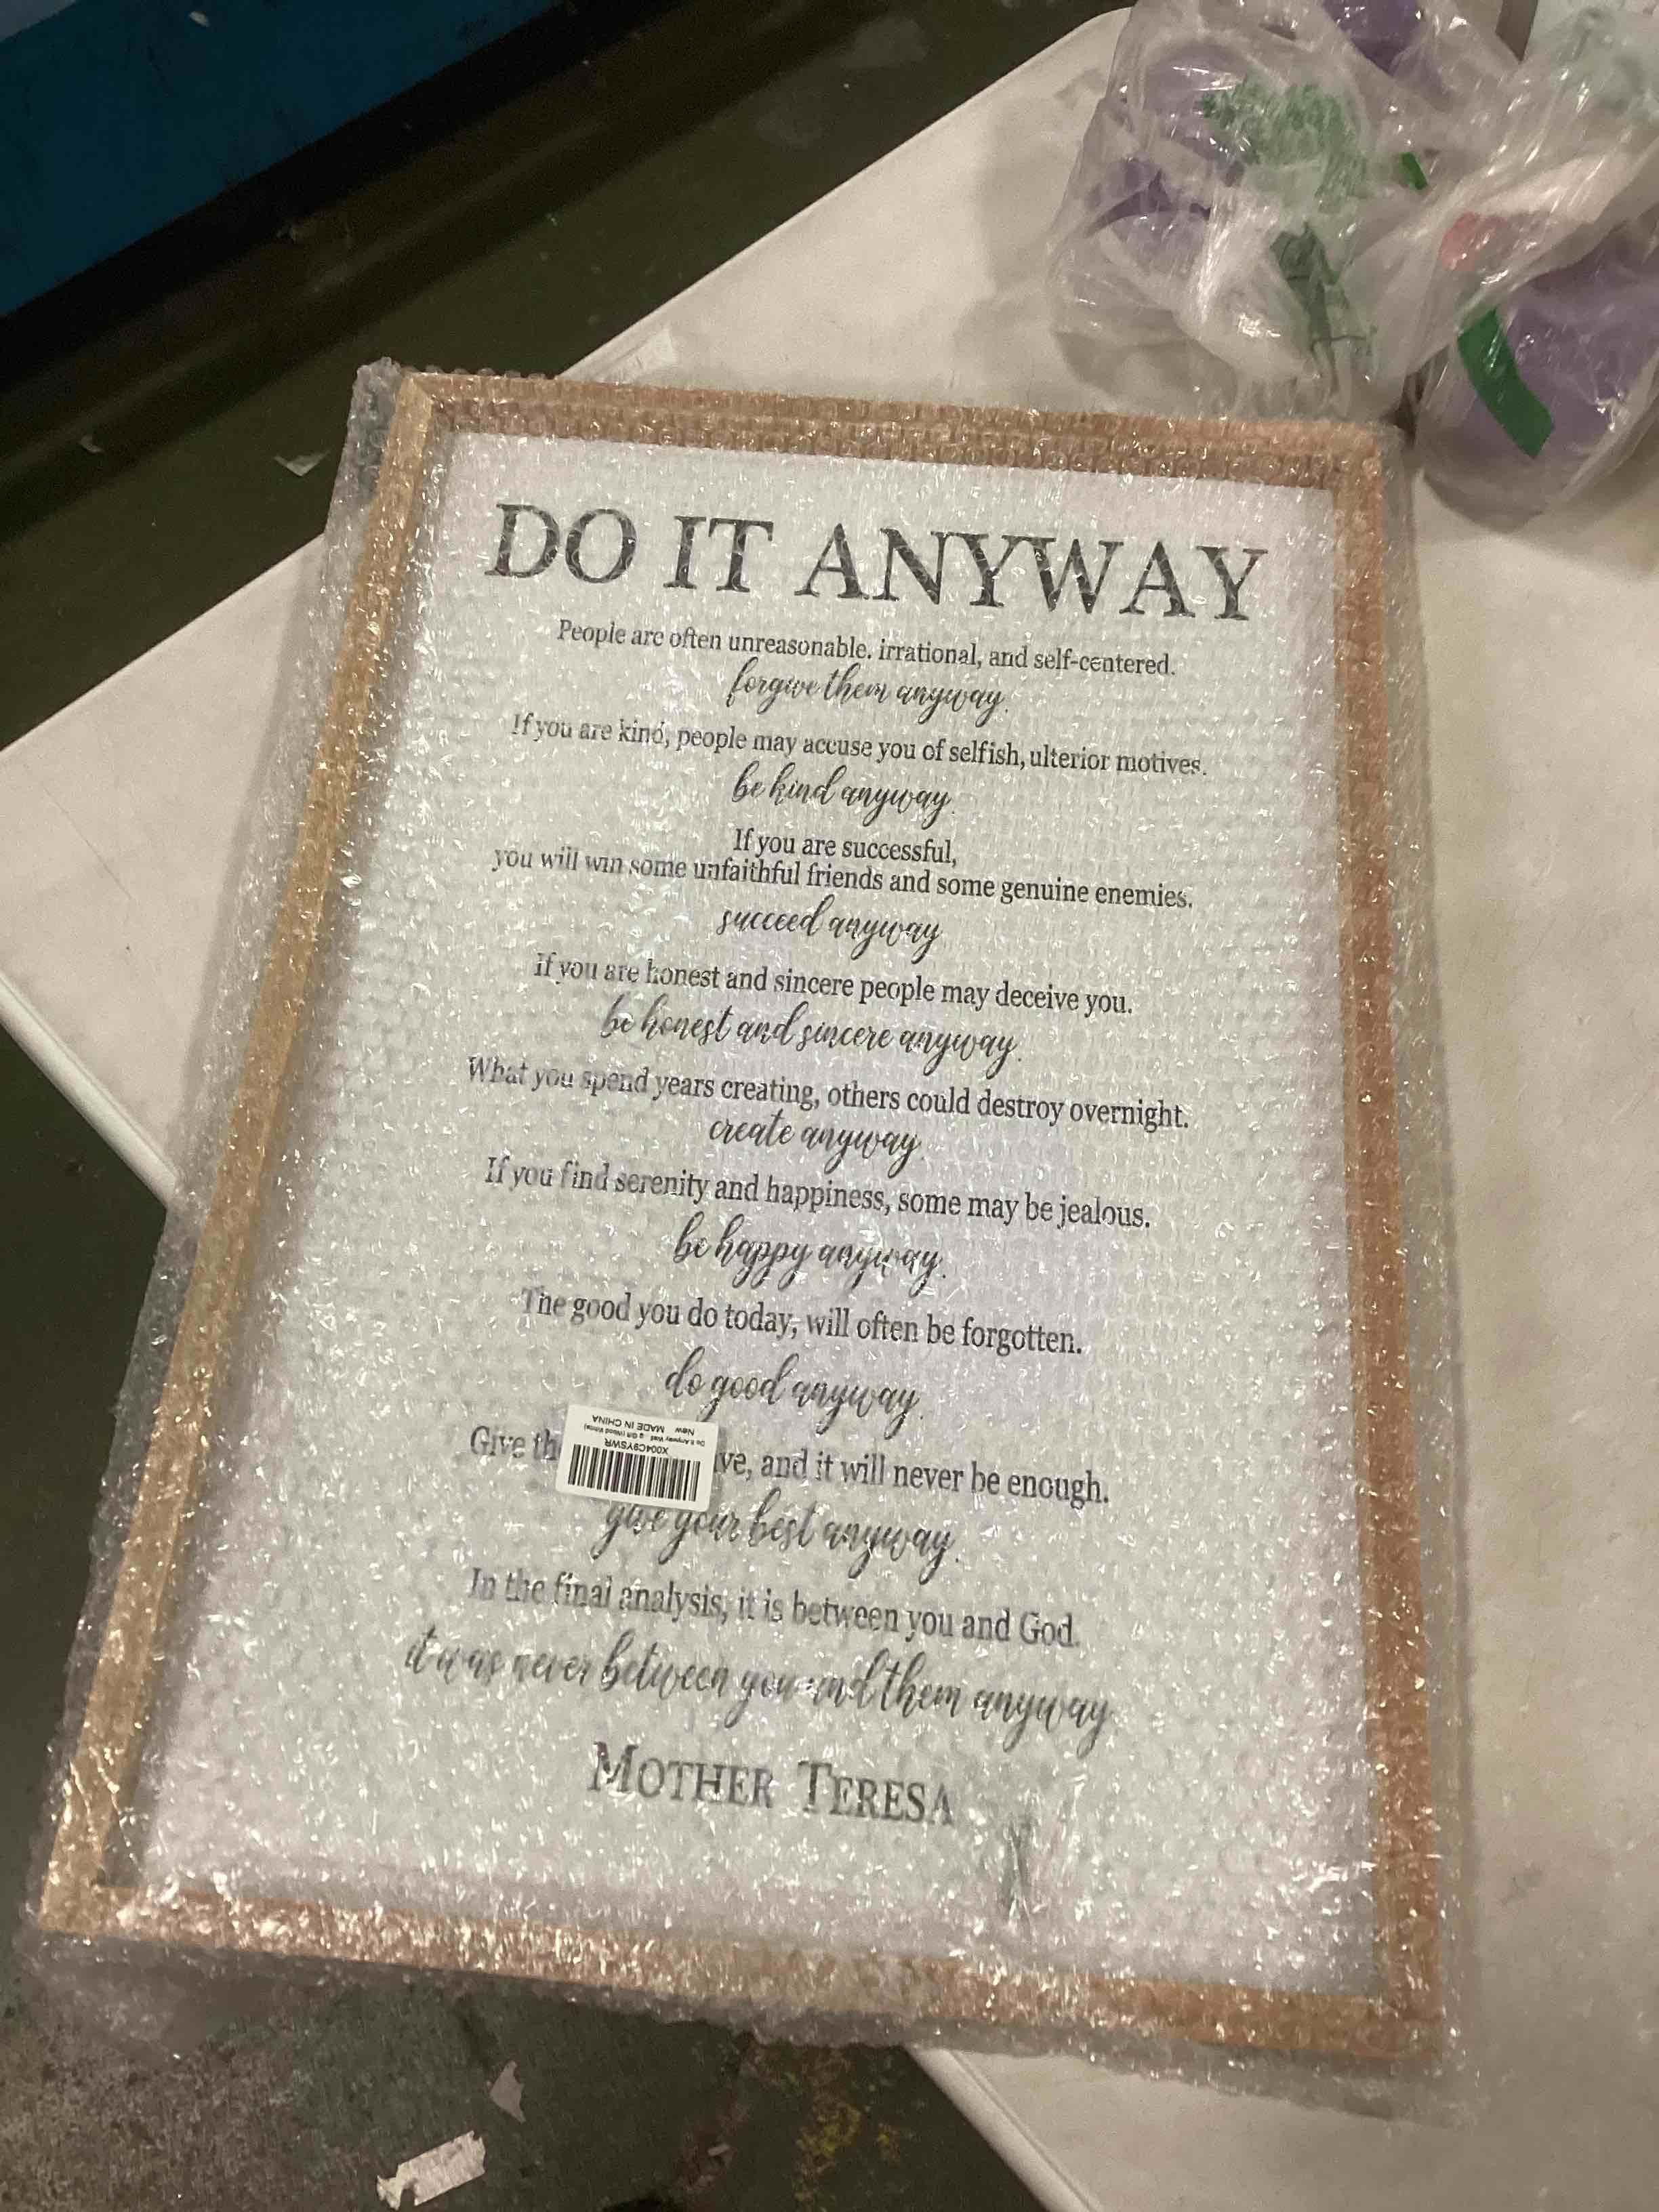 DO IT ANYWAY
People are often unreasonable. irrational, and self-centered.
forgive them anyway.
If you are kind, people may accuse you of selfish, ulterior motives.
be kind anyway.
If you are successful,
you will win some unfaithful friends and some genuine enemies.
succeed anyway
If you are honest and sincere people may deceive you.
be honest and sincere anyway.
What you spend years creating, others could destroy overnight.
create anyway.
If you find serenity and happiness, some may be jealous.
be happy anyway.
The good you do today, will often be forgotten.
do good anyway.
Give th ve, and it will never be enough.
X004C9YSWR
Do It Anyway Wall Gift (Wood White)
New MADE IN CHINA
give your best anyway.
In the final analysis, it is between you and God.
it was never between you and them anyway
MOTHER TERESA